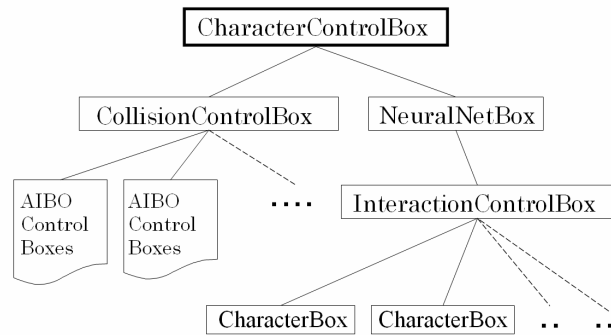 CharacterControlBox
CollisionControlBox
NeuralNetBox
AIBO
Control
Boxes
AIBO
Control
Boxes
....
InteractionControlBox
CharacterBox
CharacterBox
.. ..